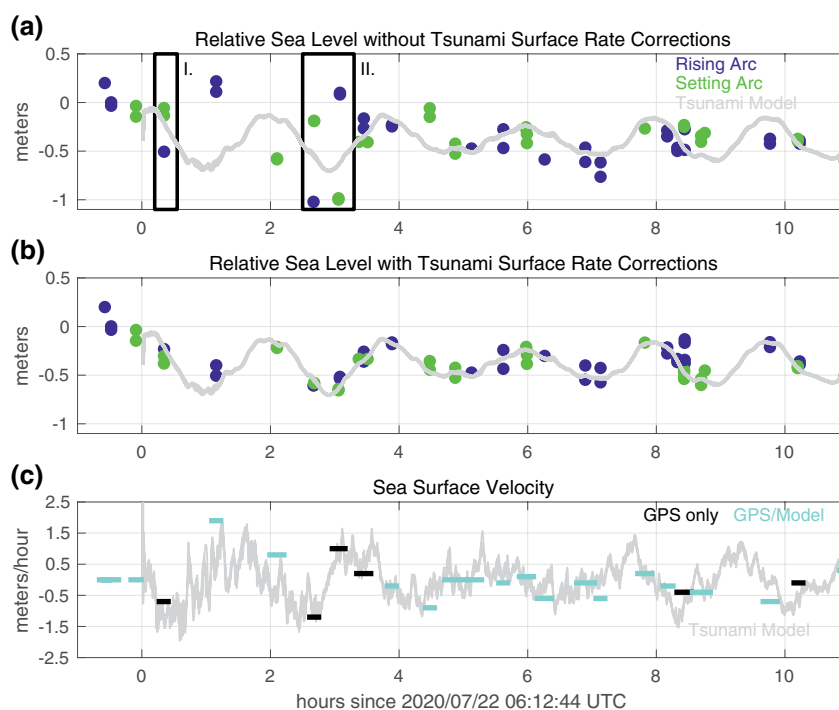 (a)
Relative Sea Level without Tsunami Surface Rate Corrections
0.5
0
-0.5
-1
meters
I.
II.
Rising Arc
Setting Arc
Tsunami Model
0 2 4 6 8 10
(b)
Relative Sea Level with Tsunami Surface Rate Corrections
0.5
0
-0.5
-1
meters
0 2 4 6 8 10
(c)
Sea Surface Velocity
2.5
1.5
0.5
-0.5
-1.5
-2.5
meters/hour
GPS only GPS/Model
Tsunami Model
0 2 4 6 8 10
hours since 2020/07/22 06:12:44 UTC